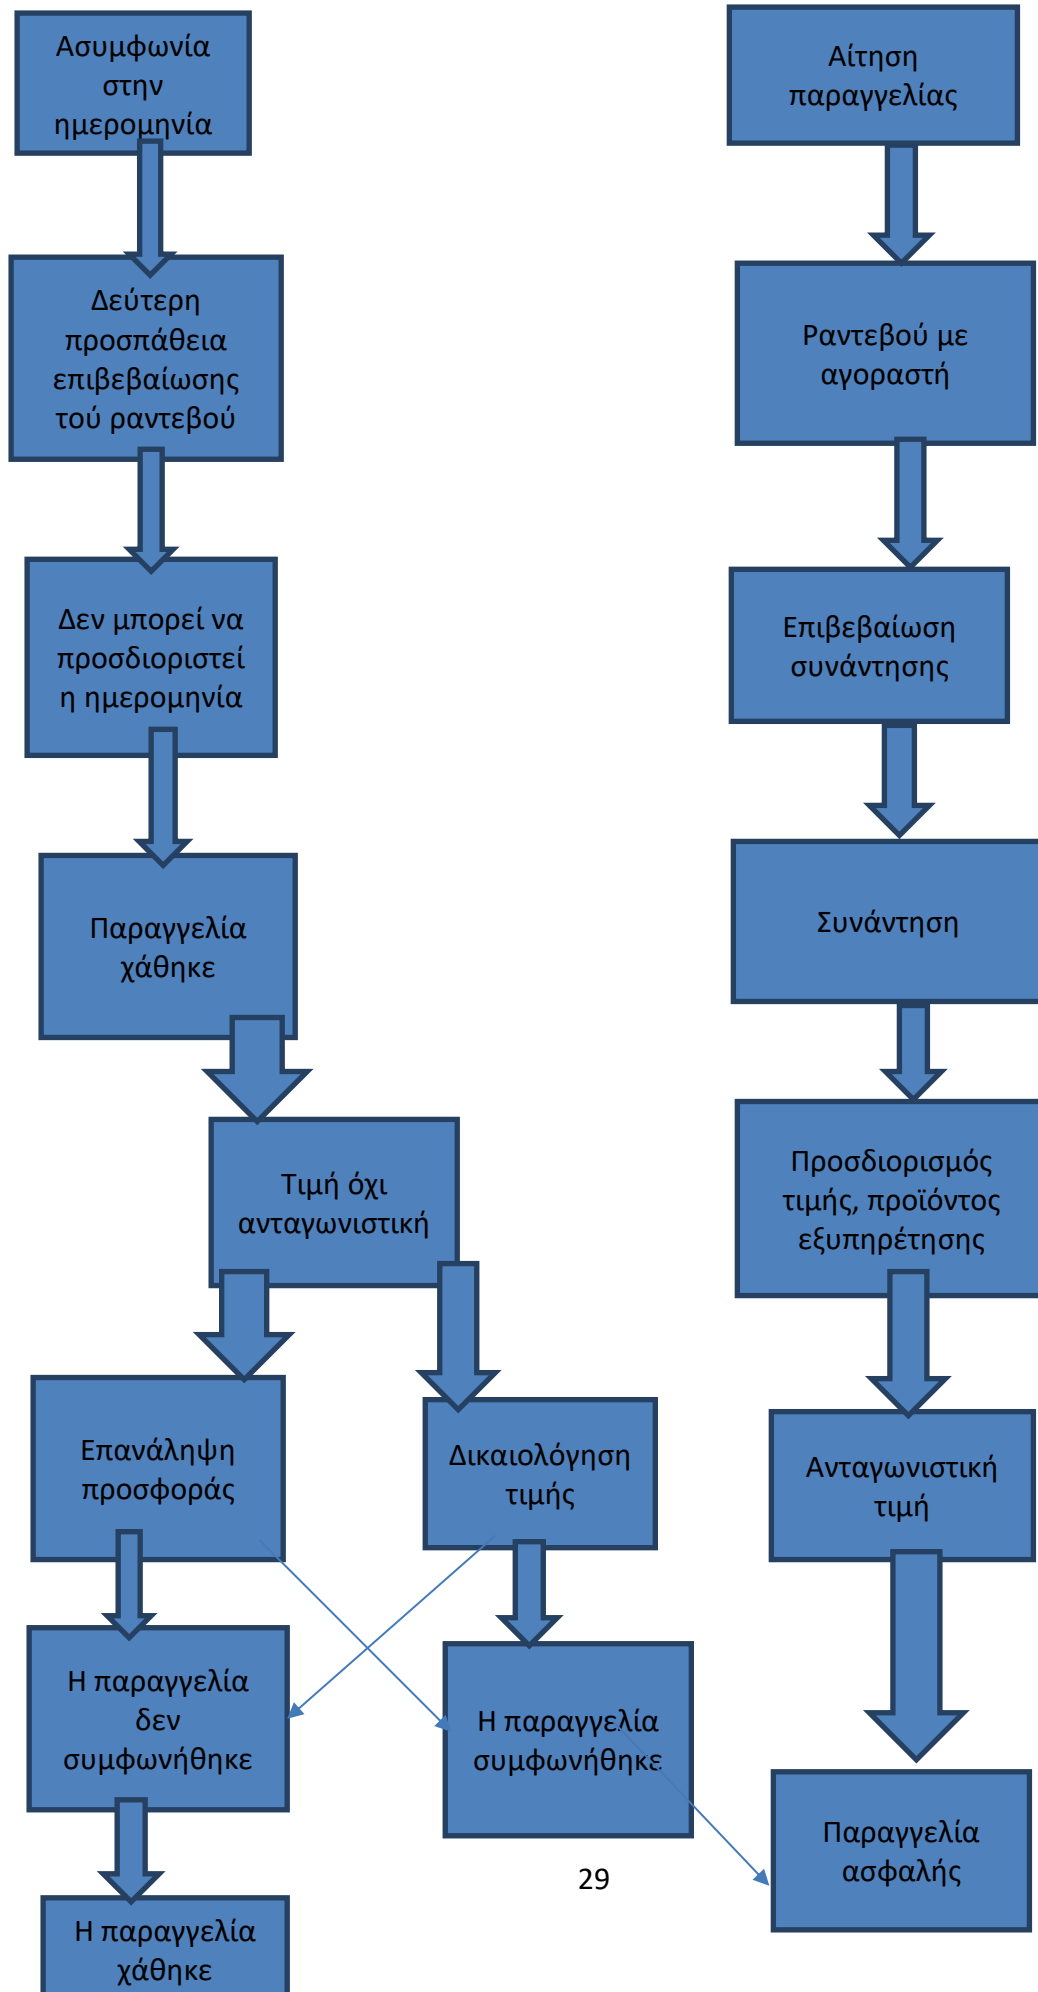 Ασυμφωνία
στην
ημερομηνία
Αίτηση
παραγγελίας
Δεύτερη
προσπάθεια
επιβεβαίωσης
τού ραντεβού
Ραντεβού με
αγοραστή
Δεν μπορεί να
προσδιοριστεί
η ημερομηνία
Επιβεβαίωση
συνάντησης
Παραγγελία
χάθηκε
Συνάντηση
Τιμή όχι
ανταγωνιστική
Προσδιορισμός
τιμής, προϊόντος
εξυπηρέτησης
Επανάληψη
προσφοράς
Δικαιολόγηση
τιμής
Ανταγωνιστική
τιμή
Η παραγγελία
δεν
συμφωνήθηκε
Η παραγγελία
συμφωνήθηκε
Παραγγελία
ασφαλής
29
Η παραγγελία
χάθηκε